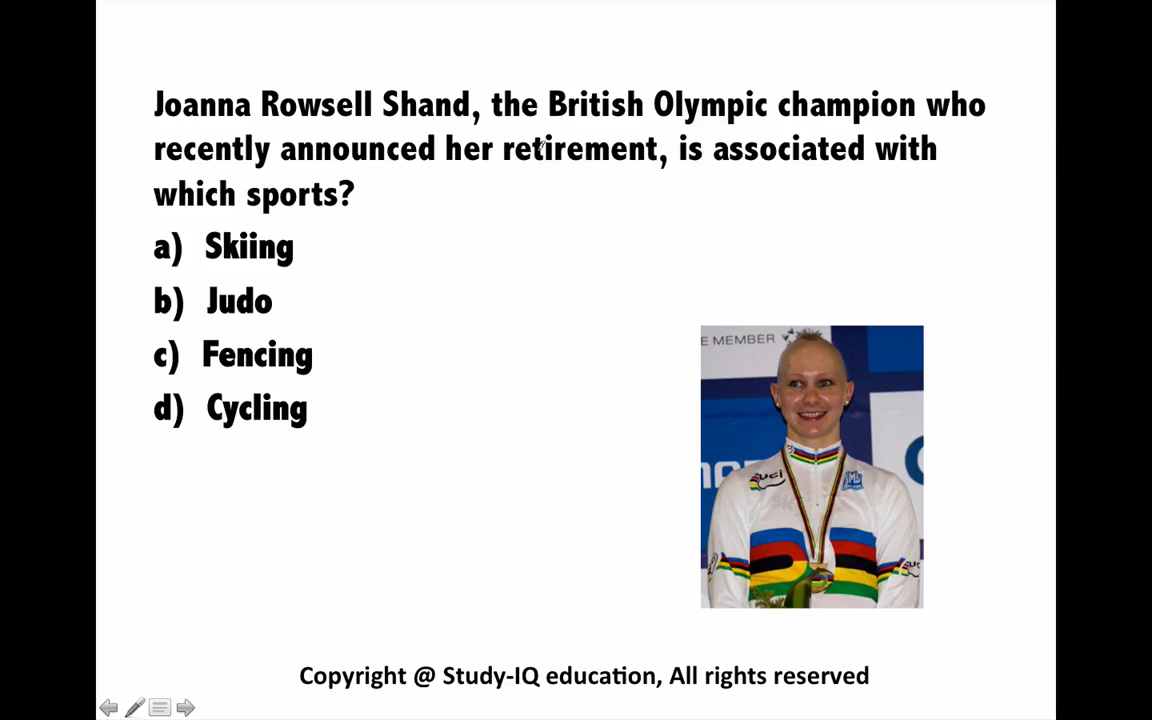 Joanna Rowsell Shand, the British Olympic champion who
recently announced her retirement, is associated with
which sports?
a) Skiing
b) Judo
c) Fencing
d) Cycling
E MEMBER
UCI
Copyright @ Study-IQ education, All rights reserved